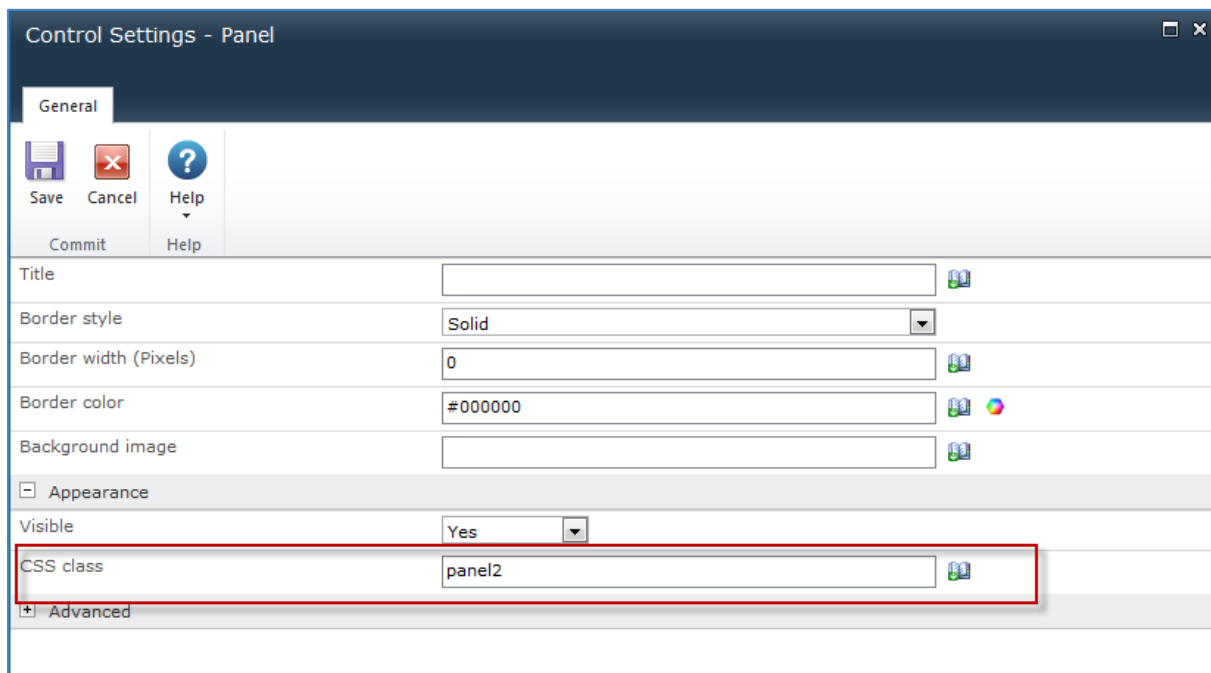 Control Settings - Panel
General
Save Cancel Help
Commit Help
Title
Border style Solid
Border width (Pixels) 0
Border color #000000
Background image
Appearance
Visible Yes
CSS class panel2
Advanced